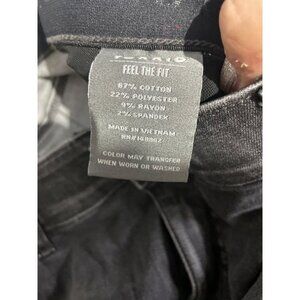 FEEL THE FIT
67% COTTON
22% POLYESTER
9% RAYON
2% SPANDEX
MADE IN VIETNAM
COLOR MAY TRANSFER
WHEN WORN OR WASHED